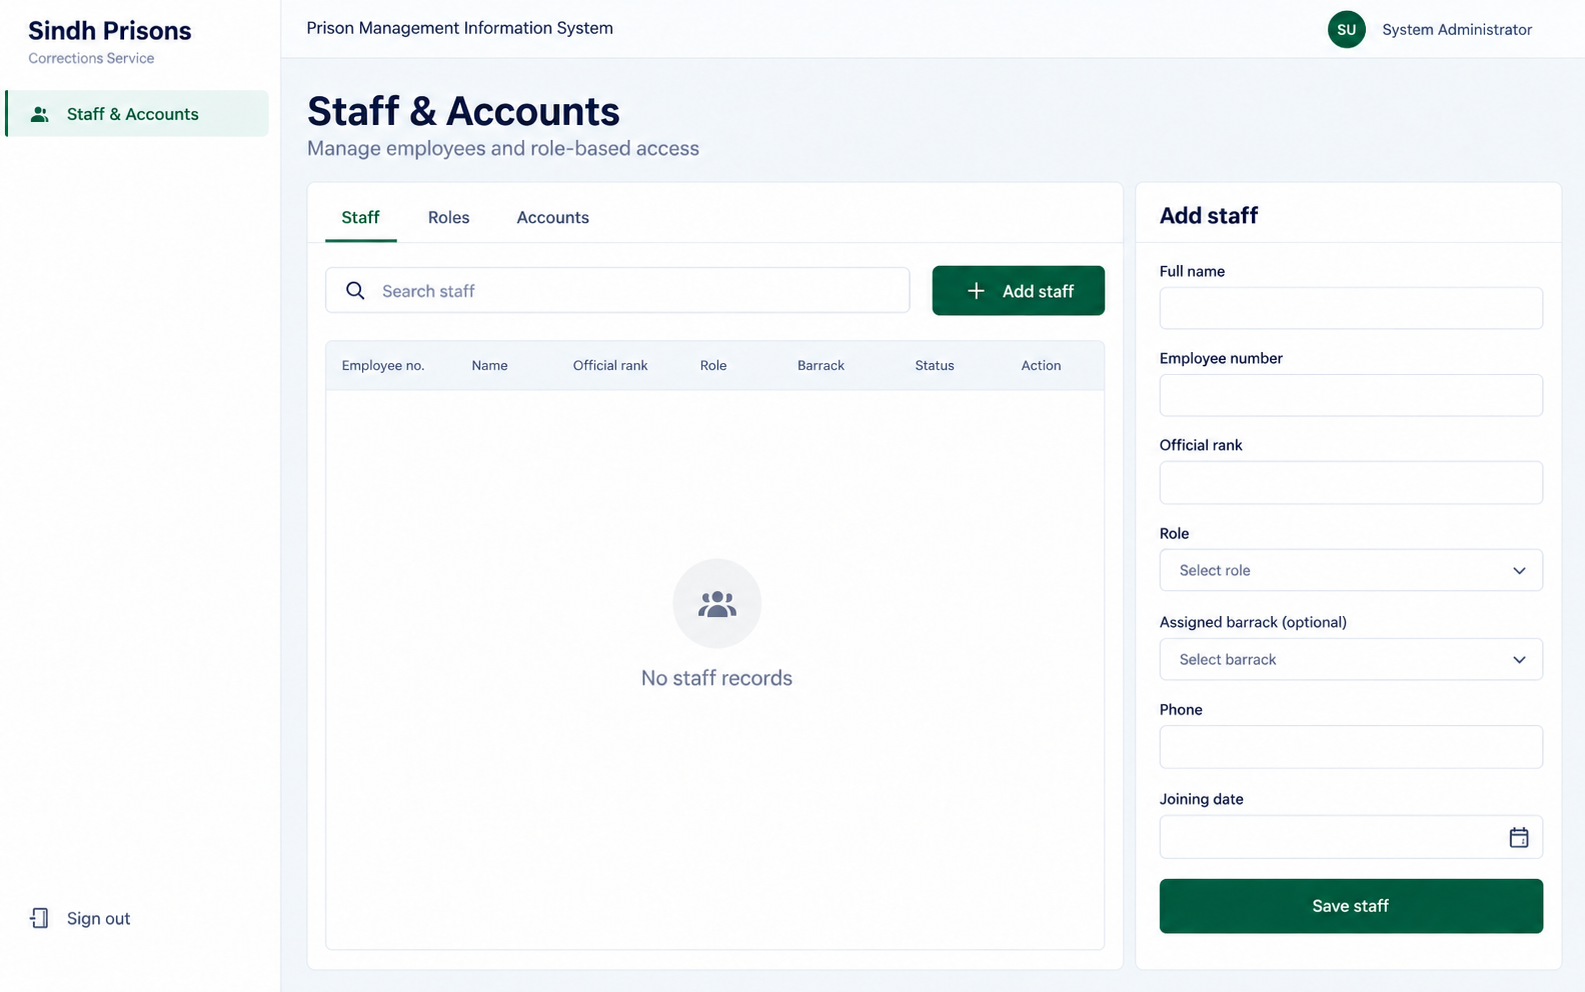 Sindh Prisons
Corrections Service
Staff & Accounts
Sign out
Prison Management Information System
SU
System Administrator
Staff & Accounts
Manage employees and role-based access
Staff Roles Accounts
Search staff
+ Add staff
Employee no. Name Official rank Role Barrack Status Action
No staff records
Add staff
Full name
Employee number
Official rank
Role
Select role
Assigned barrack (optional)
Select barrack
Phone
Joining date
Save staff